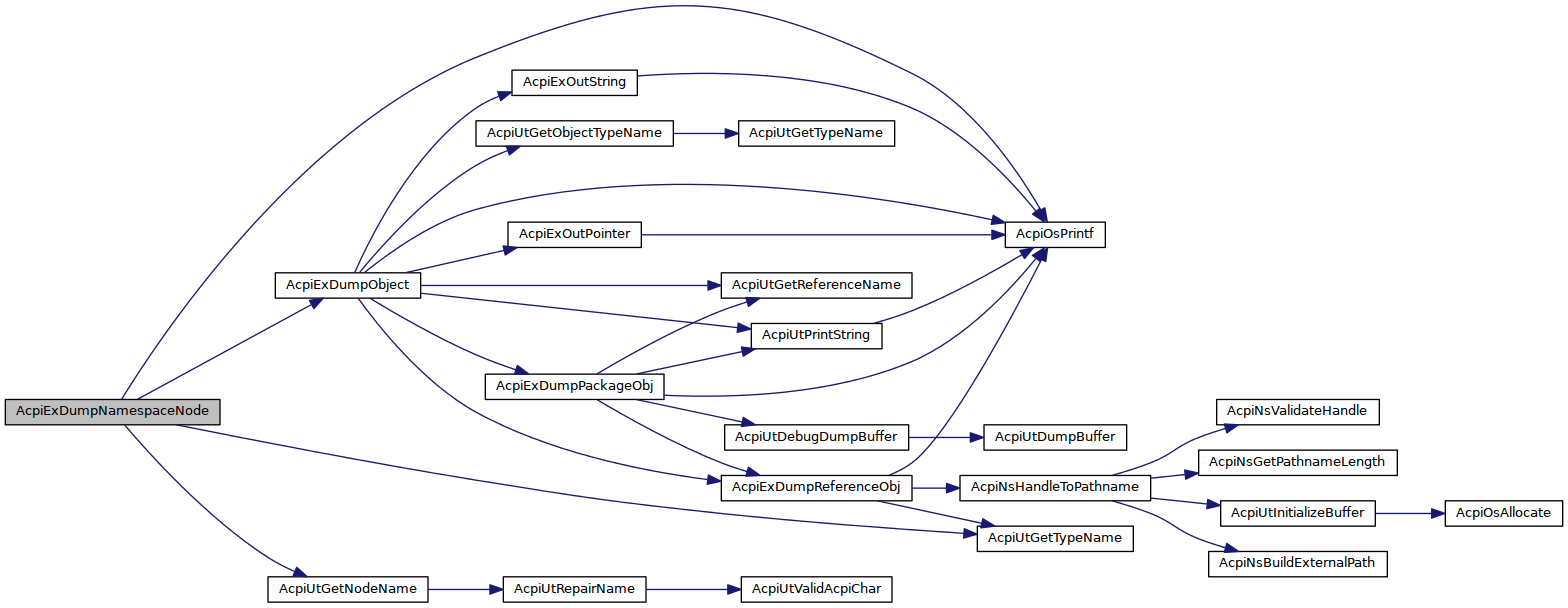 AcpiExOutString
AcpiUtGetObjectTypeName
AcpiUtGetTypeName
AcpiExOutPointer
AcpiOsPrintf
AcpiExDumpObject
AcpiUtGetReferenceName
AcpiUtPrintString
AcpiExDumpPackageObj
AcpiExDumpNamespaceNode
AcpiNsValidateHandle
AcpiUtDebugDumpBuffer
AcpiUtDumpBuffer
AcpiNsGetPathnameLength
AcpiExDumpReferenceObj
AcpiNsHandleToPathname
AcpiUtInitializeBuffer
AcpiOsAllocate
AcpiUtGetTypeName
AcpiNsBuildExternalPath
AcpiUtGetNodeName
AcpiUtRepairName
AcpiUtValidAcpiChar